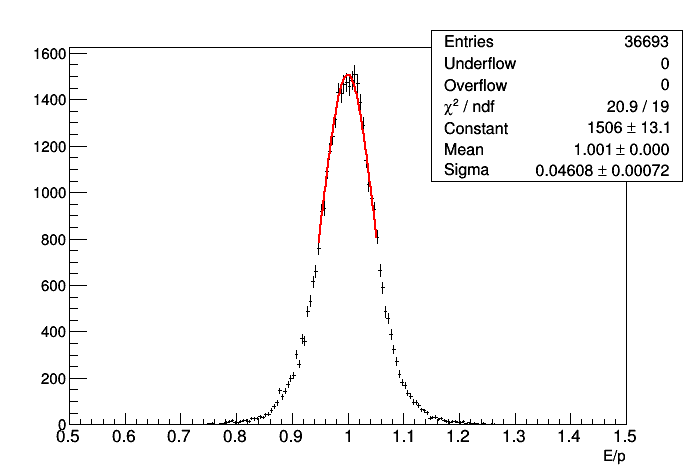 Entries 36693
Underflow 0
Overflow 0
χ² / ndf 20.9 / 19
Constant 1506 ± 13.1
Mean 1.001 ± 0.000
Sigma 0.04608 ± 0.00072
1600
1400
1200
1000
800
600
400
200
0
0.5 0.6 0.7 0.8 0.9 1 1.1 1.2 1.3 1.4 1.5
E/p